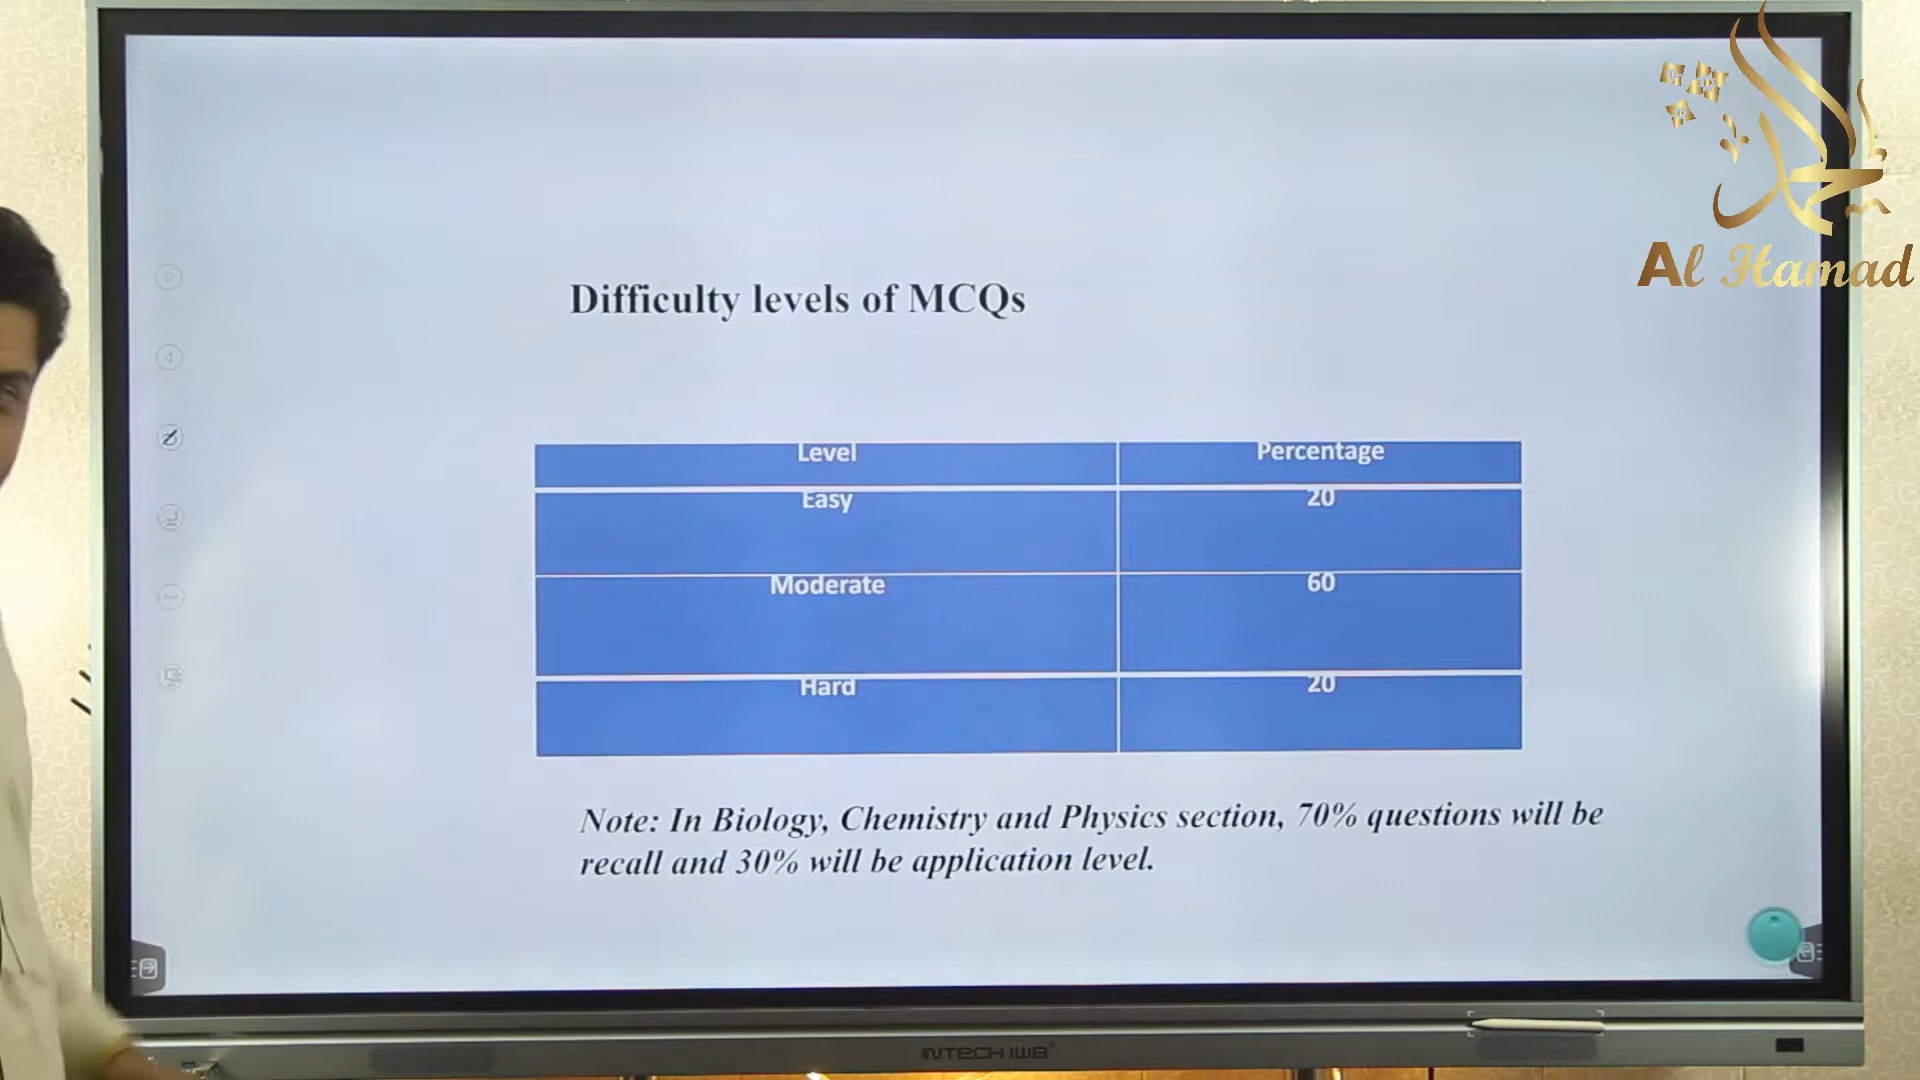 محمد
Al Hamad
Difficulty levels of MCQs
Level Percentage
Easy 20
Moderate 60
Hard 20
Note: In Biology, Chemistry and Physics section, 70% questions will be
recall and 30% will be application level.
INTECH IWB